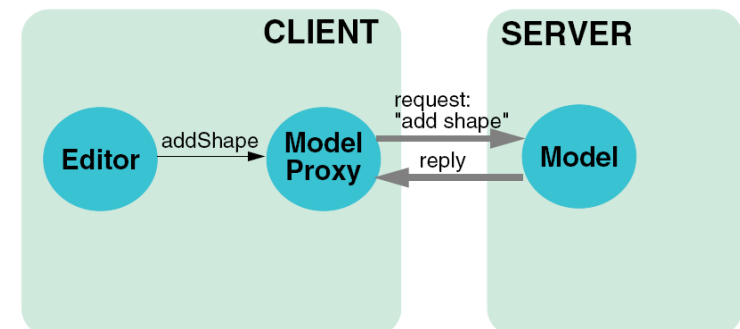 CLIENT
SERVER
Editor
addShape
Model
Proxy
request:
"add shape"
reply
Model